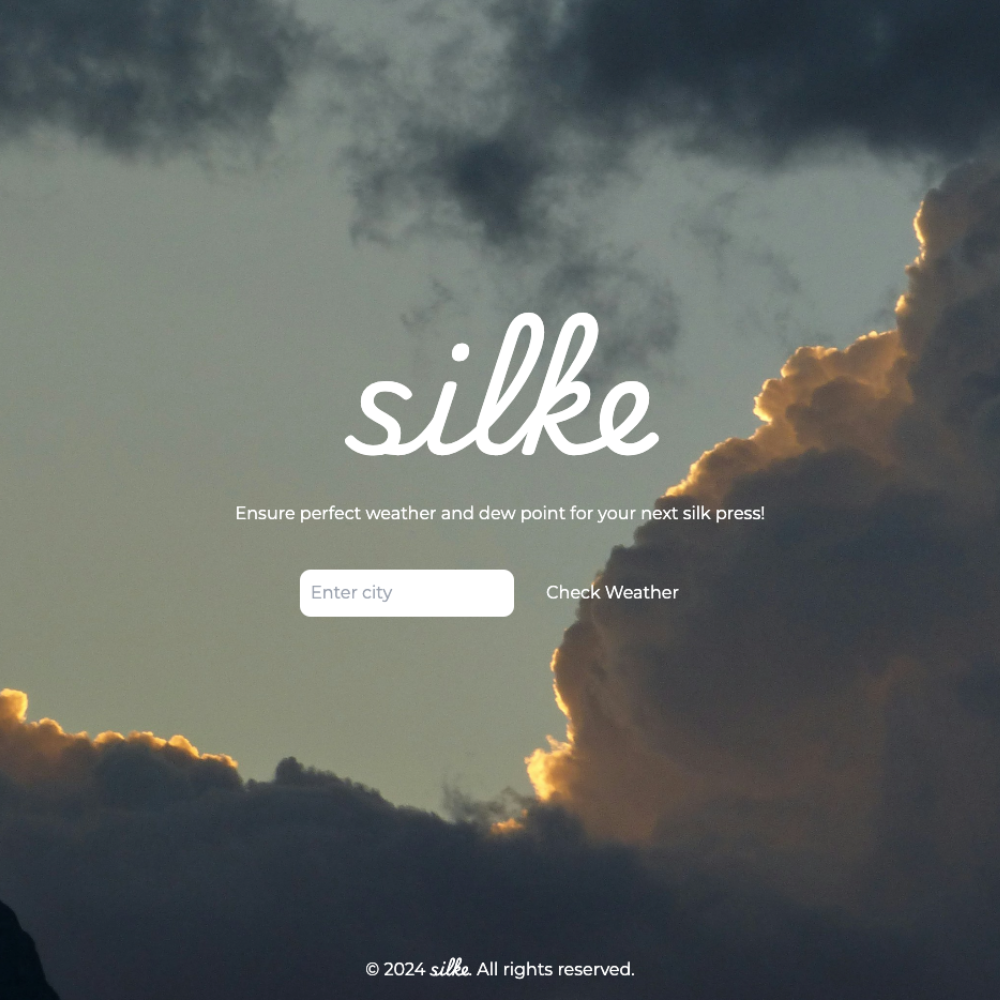 silke
Ensure perfect weather and dew point for your next silk press!
Enter city
Check Weather
© 2024 silke. All rights reserved.